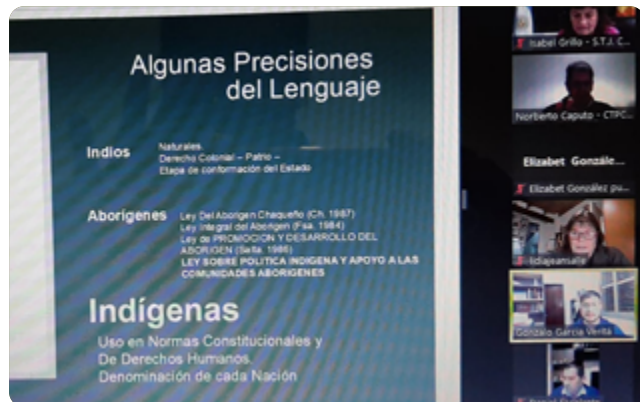 Algunas Precisiones
del Lenguaje
Indios
Naturales.
Derecho Colonial – Patrio –
Etapa de conformación del Estado
Aborígenes
Ley Del Aborigen Chaqueño (Ch. 1987)
Ley Integral del Aborigen (Fsa. 1984)
Ley de PROMOCION Y DESARROLLO DEL
ABORIGEN (Salta. 1986)
LEY SOBRE POLITICA INDIGENA Y APOYO A LAS
COMUNIDADES ABORIGENES
Indígenas
Uso en Normas Constitucionales y
De Derechos Humanos.
Denominación de cada Nación
Isabel Grillo - S.T.J. C...
Norberto Caputo - CTPC...
Elizabet Gonzále...
Elizabet González pu...
lidiajeansalle
Gonzalo García Veritá